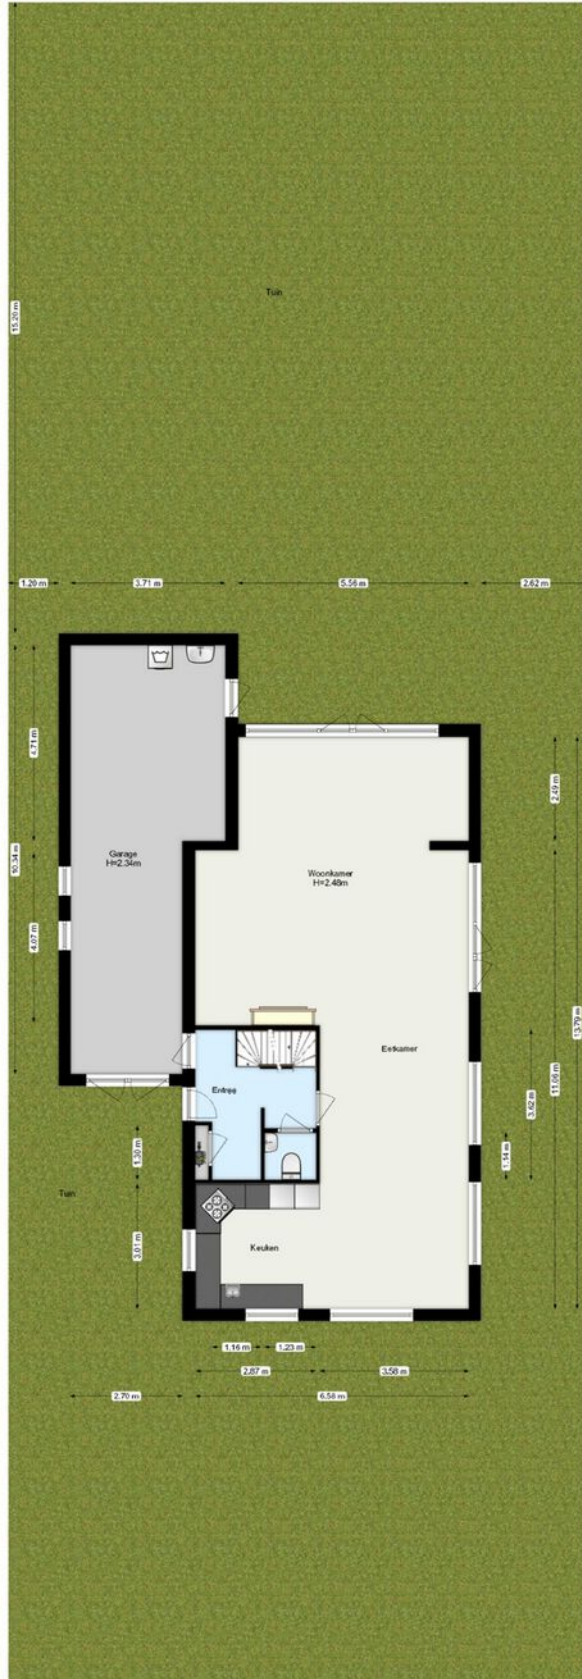 Tuin
15.20 m
1.20 m
3.71 m
5.56 m
2.62 m
4.71 m
2.49 m
10.34 m
Garage
H=2.34m
Woonkamer
H=2.48m
4.07 m
13.79 m
11.06 m
Eetkamer
Entree
3.62 m
1.30 m
1.14 m
Tuin
3.01 m
Keuken
1.16 m
1.23 m
2.87 m
3.58 m
2.70 m
6.58 m